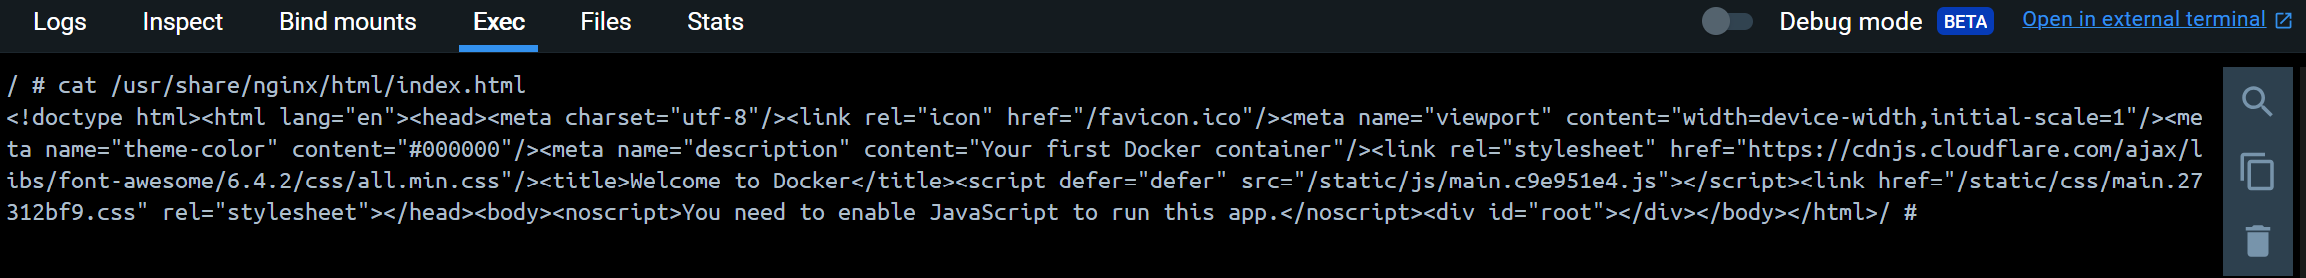 Logs Inspect Bind mounts Exec Files Stats Debug mode BETA Open in external terminal
/ # cat /usr/share/nginx/html/index.html
<!doctype html><html lang="en"><head><meta charset="utf-8"/><link rel="icon" href="/favicon.ico"/><meta name="viewport" content="width=device-width,initial-scale=1"/><me
ta name="theme-color" content="#000000"/><meta name="description" content="Your first Docker container"/><link rel="stylesheet" href="https://cdnjs.cloudflare.com/ajax/l
ibs/font-awesome/6.4.2/css/all.min.css"/><title>Welcome to Docker</title><script defer="defer" src="/static/js/main.c9e951e4.js"></script><link href="/static/css/main.27
312bf9.css" rel="stylesheet"></head><body><noscript>You need to enable JavaScript to run this app.</noscript><div id="root"></div></body></html>/ #